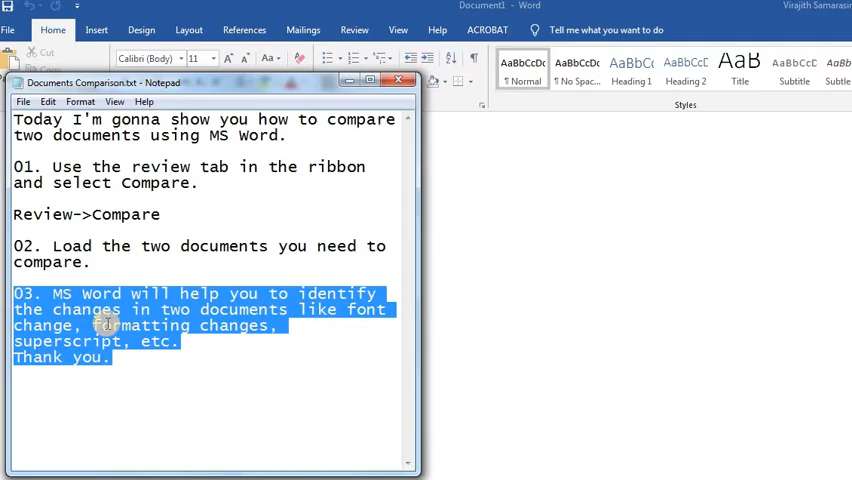 Document1 - Word
Virajith Samarasin
File Home Insert Design Layout References Mailings Review View Help ACROBAT Tell me what you want to do
Cut
Calibri (Body) 11
AaBbCcDc AaBbCcDc AaBbC AaBbCcE AaB AaBbCcD AaBbCcDd
¶ Normal ¶ No Spac... Heading 1 Heading 2 Title Subtitle Subtle
Styles
Documents Comparison.txt - Notepad
File Edit Format View Help
Today I'm gonna show you how to compare
two documents using MS Word.
01. Use the review tab in the ribbon
and select Compare.
Review->Compare
02. Load the two documents you need to
compare.
03. MS Word will help you to identify
the changes in two documents like font
change, formatting changes,
superscript, etc.
Thank you.